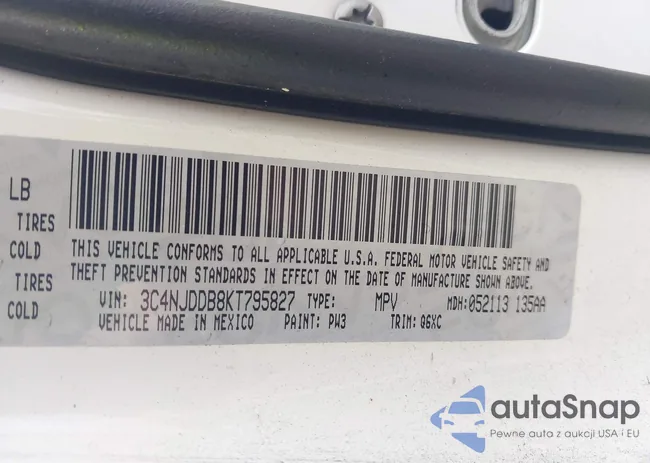 LB
TIRES
COLD
TIRES
COLD
THIS VEHICLE CONFORMS TO ALL APPLICABLE U.S.A. FEDERAL MOTOR VEHICLE SAFETY AND
THEFT PREVENTION STANDARDS IN EFFECT ON THE DATE OF MANUFACTURE SHOWN ABOVE.
VIN: 3C4NJDDB8KT795827 TYPE: MPV MDH: 052113 135AA
VEHICLE MADE IN MEXICO PAINT: PW3 TRIM: Q6XC
autaSnap
Pewne auta z aukcji USA i EU